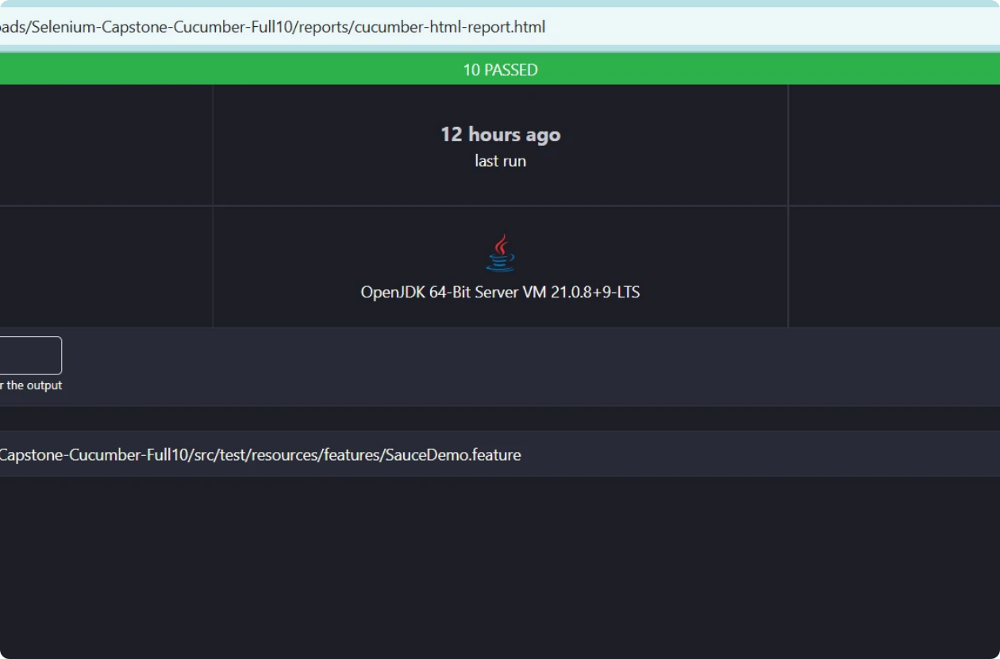 ads/Selenium-Capstone-Cucumber-Full10/reports/cucumber-html-report.html
10 PASSED
12 hours ago
last run
OpenJDK 64-Bit Server VM 21.0.8+9-LTS
r the output
Capstone-Cucumber-Full10/src/test/resources/features/SauceDemo.feature